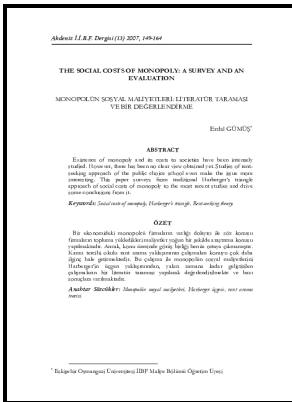 Akdeniz İ.İ.B.F. Dergisi (13) 2007, 149-164
THE SOCIAL COSTS OF MONOPOLY: A SURVEY AND AN
EVALUATION
MONOPOLÜN SOSYAL MALİYETLERİ: LİTERATÜR TARAMASI
VE BİR DEĞERLENDİRME
Erdal GÜMÜŞ*
ABSTRACT
Existence of monopoly and its costs to societies have been intensely
studied. However, there has been no clear view obtained yet. Studies of rent-
seeking approach of the public choice school even make the issue more
interesting. This paper surveys from traditional Harberger's triangle
approach of social costs of monopoly to the most recent studies and drive
some conclusions from it.
Keywords: Social costs of monopoly, Harberger's triangle, Rent-seeking theory
ÖZET
Bir ekonomideki monopolcü firmaların varlığı dolayısı ile söz konusu
firmaların topluma yükledikleri maliyetler yoğun bir şekilde araştırma konusu
yapılmaktadır. Ancak, konu üzerinde görüş birliği henüz ortaya çıkmamıştır.
Kamu tercihi okulu rent arama yaklaşımının çalışmaları konuyu çok daha
ilginç hale getirmektedir. Bu çalışma ile monopolün sosyal maliyetlerini
Harberger'in üçgen yaklaşımından, yakın zamana kadar geliştirilen
çalışmaların bir literatür taraması yapılarak değerlendirilmekte ve bazı
sonuçlara varılmaktadır.
Anahtar Sözcükler: Monopolün sosyal maliyetleri, Harberger üçgeni, rent arama
teorisi
* Eskişehir Osmangazi Üniversitesi İİBF Maliye Bölümü Öğretim Üyesi